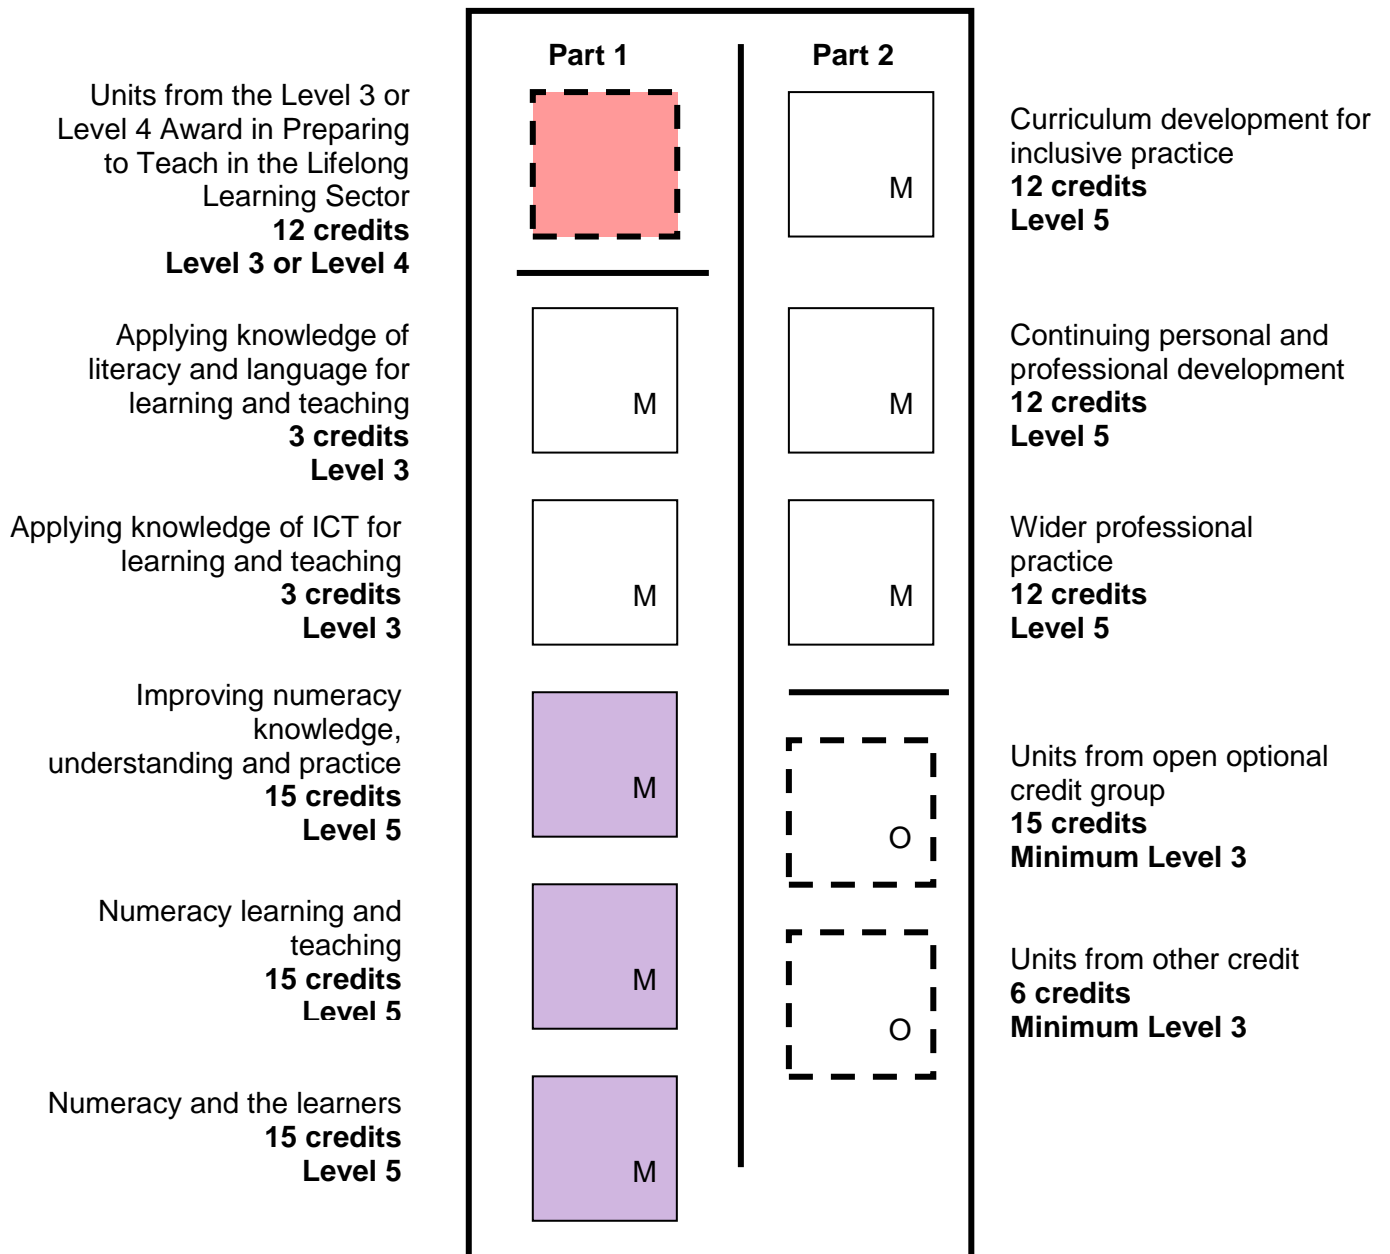 Part 1
Part 2
Units from the Level 3 or
Level 4 Award in Preparing
to Teach in the Lifelong
Learning Sector
12 credits
Level 3 or Level 4
Curriculum development for
inclusive practice
12 credits
Level 5
M
Applying knowledge of
literacy and language for
learning and teaching
3 credits
Level 3
M
M
Continuing personal and
professional development
12 credits
Level 5
Applying knowledge of ICT for
learning and teaching
3 credits
Level 3
M
M
Wider professional
practice
12 credits
Level 5
Improving numeracy
knowledge,
understanding and practice
15 credits
Level 5
M
O
Units from open optional
credit group
15 credits
Minimum Level 3
Numeracy learning and
teaching
15 credits
Level 5
M
O
Units from other credit
6 credits
Minimum Level 3
Numeracy and the learners
15 credits
Level 5
M